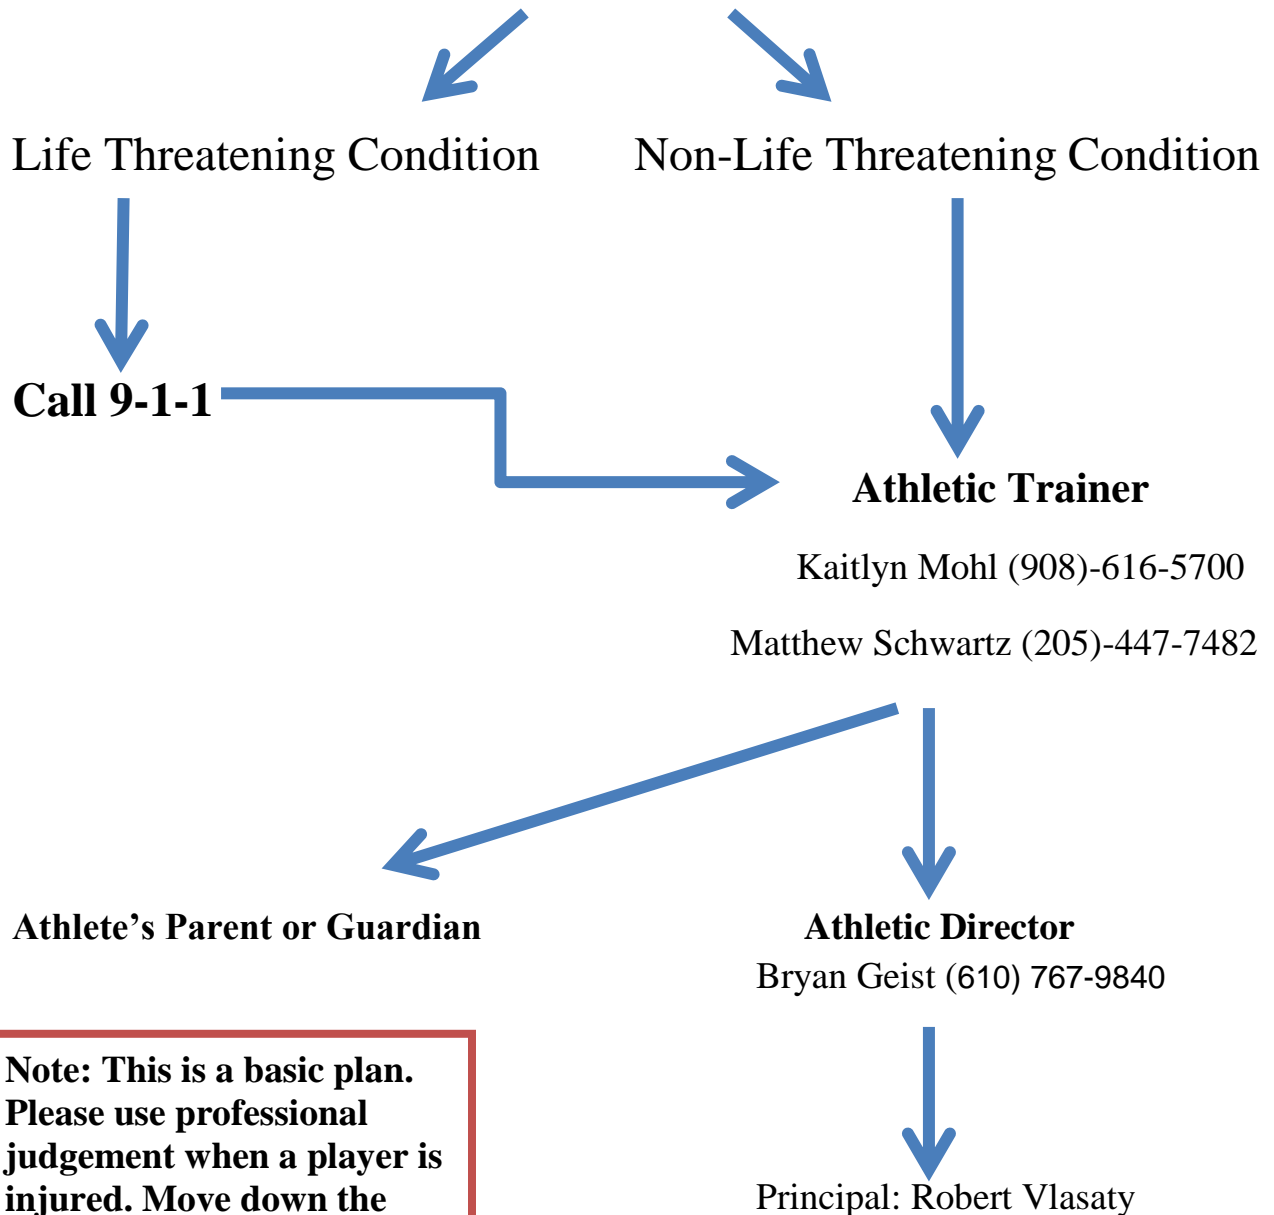 Life Threatening Condition
Non-Life Threatening Condition
Call 9-1-1
Athletic Trainer
Kaitlyn Mohl (908)-616-5700
Matthew Schwartz (205)-447-7482
Athlete’s Parent or Guardian
Athletic Director
Bryan Geist (610) 767-9840
Note: This is a basic plan.
Please use professional
judgement when a player is
injured. Move down the
Principal: Robert Vlasaty